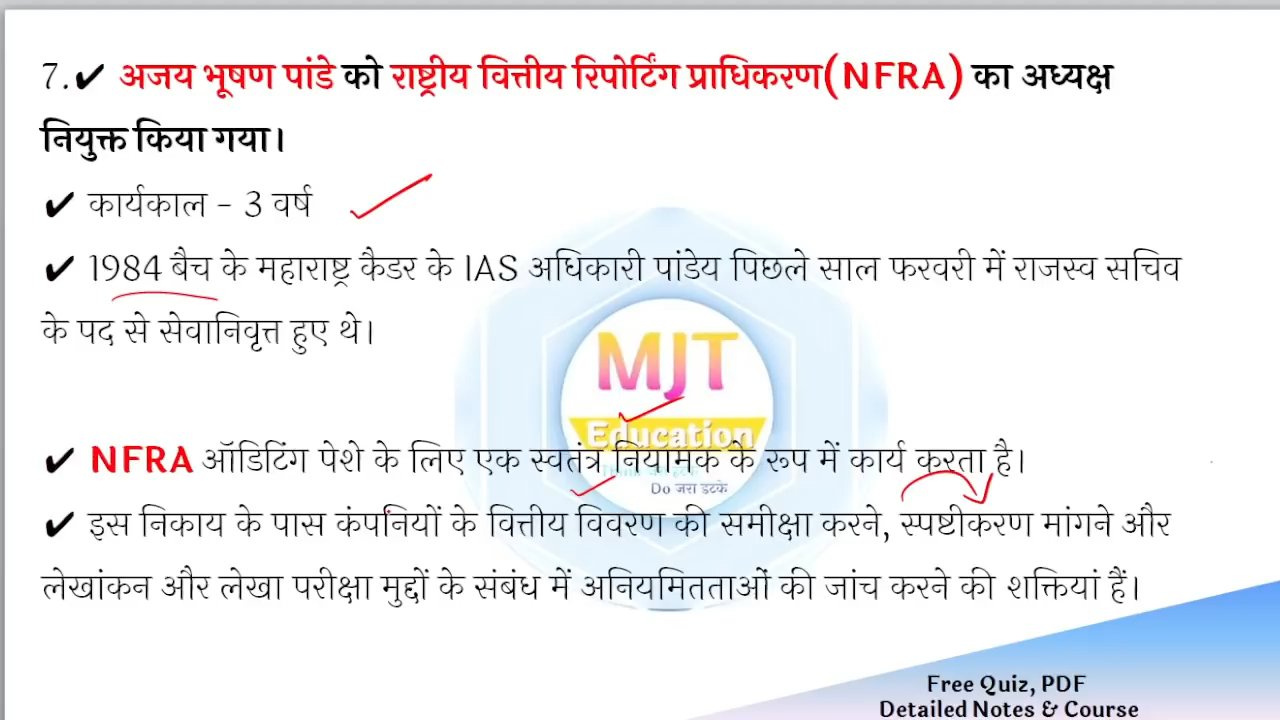 7.✔ अजय भूषण पांडे को राष्ट्रीय वित्तीय रिपोर्टिंग प्राधिकरण(NFRA) का अध्यक्ष
नियुक्त किया गया।
✔ कार्यकाल - 3 वर्ष
✔ 1984 बैच के महाराष्ट्र कैडर के IAS अधिकारी पांडेय पिछले साल फरवरी में राजस्व सचिव
के पद से सेवानिवृत्त हुए थे।
MJT
Education
✔ NFRA ऑडिटिंग पेशे के लिए एक स्वतंत्र नियामक के रूप में कार्य करता है।
Do जरा डटके
✔ इस निकाय के पास कंपनियों के वित्तीय विवरण की समीक्षा करने, स्पष्टीकरण मांगने और
लेखांकन और लेखा परीक्षा मुद्दों के संबंध में अनियमितताओं की जांच करने की शक्तियां हैं।
Free Quiz, PDF
Detailed Notes & Course